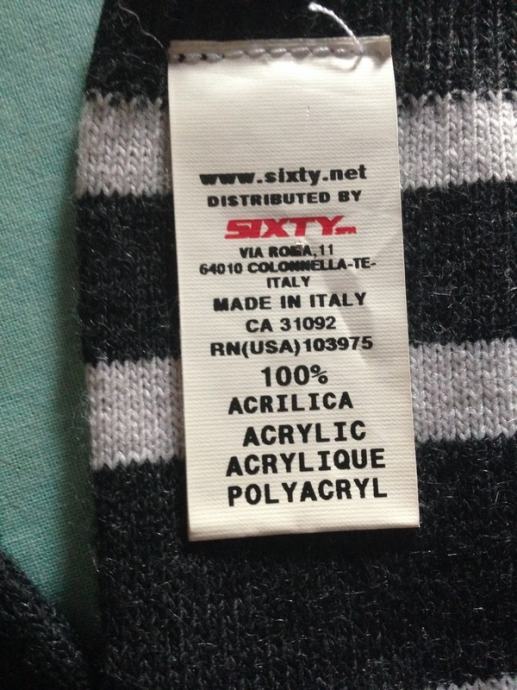 www.sixty.net
DISTRIBUTED BY
SIXTY SPA
VIA ROMA,11
64010 COLONNELLA-TE-
ITALY
MADE IN ITALY
CA 31092
RN(USA)103975
100%
ACRILICA
ACRYLIC
ACRYLIQUE
POLYACRYL